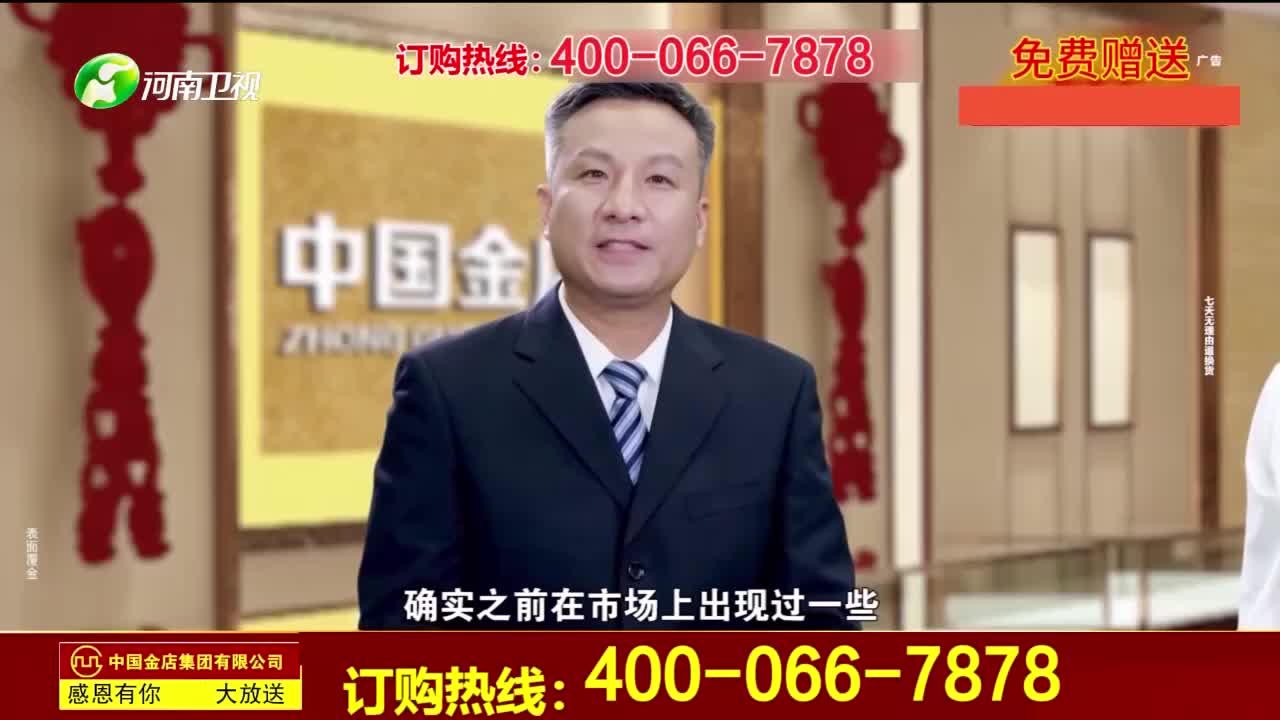 河南卫视
订购热线：400-066-7878
免费赠送
广告
中国金
ZHONG GU
七天无理由退换货
表面覆金
确实之前在市场上出现过一些
中国金店集团有限公司
感恩有你 大放送
订购热线：400-066-7878